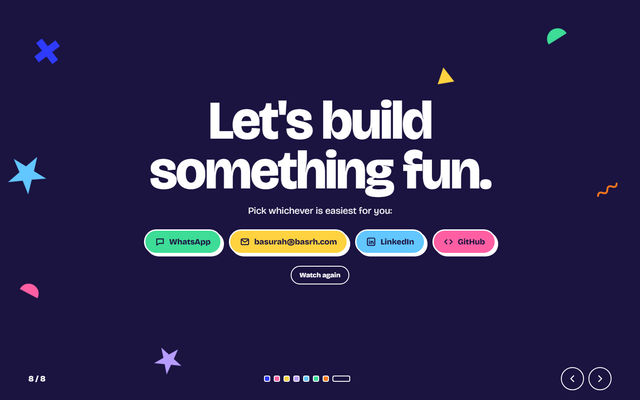 Let's build
something fun.
Pick whichever is easiest for you:
WhatsApp
basurah@basrh.com
LinkedIn
GitHub
Watch again
8 / 8